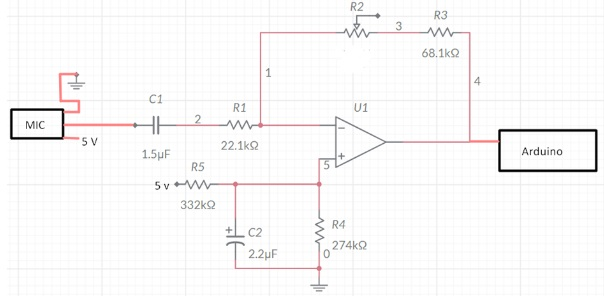 R2
3
R3
68.1kΩ
1
4
C1
MIC
2
R1
U1
5 V
1.5µF
22.1kΩ
−
+
5
Arduino
R5
5 v
332kΩ
+
C2
R4
2.2µF
274kΩ
0